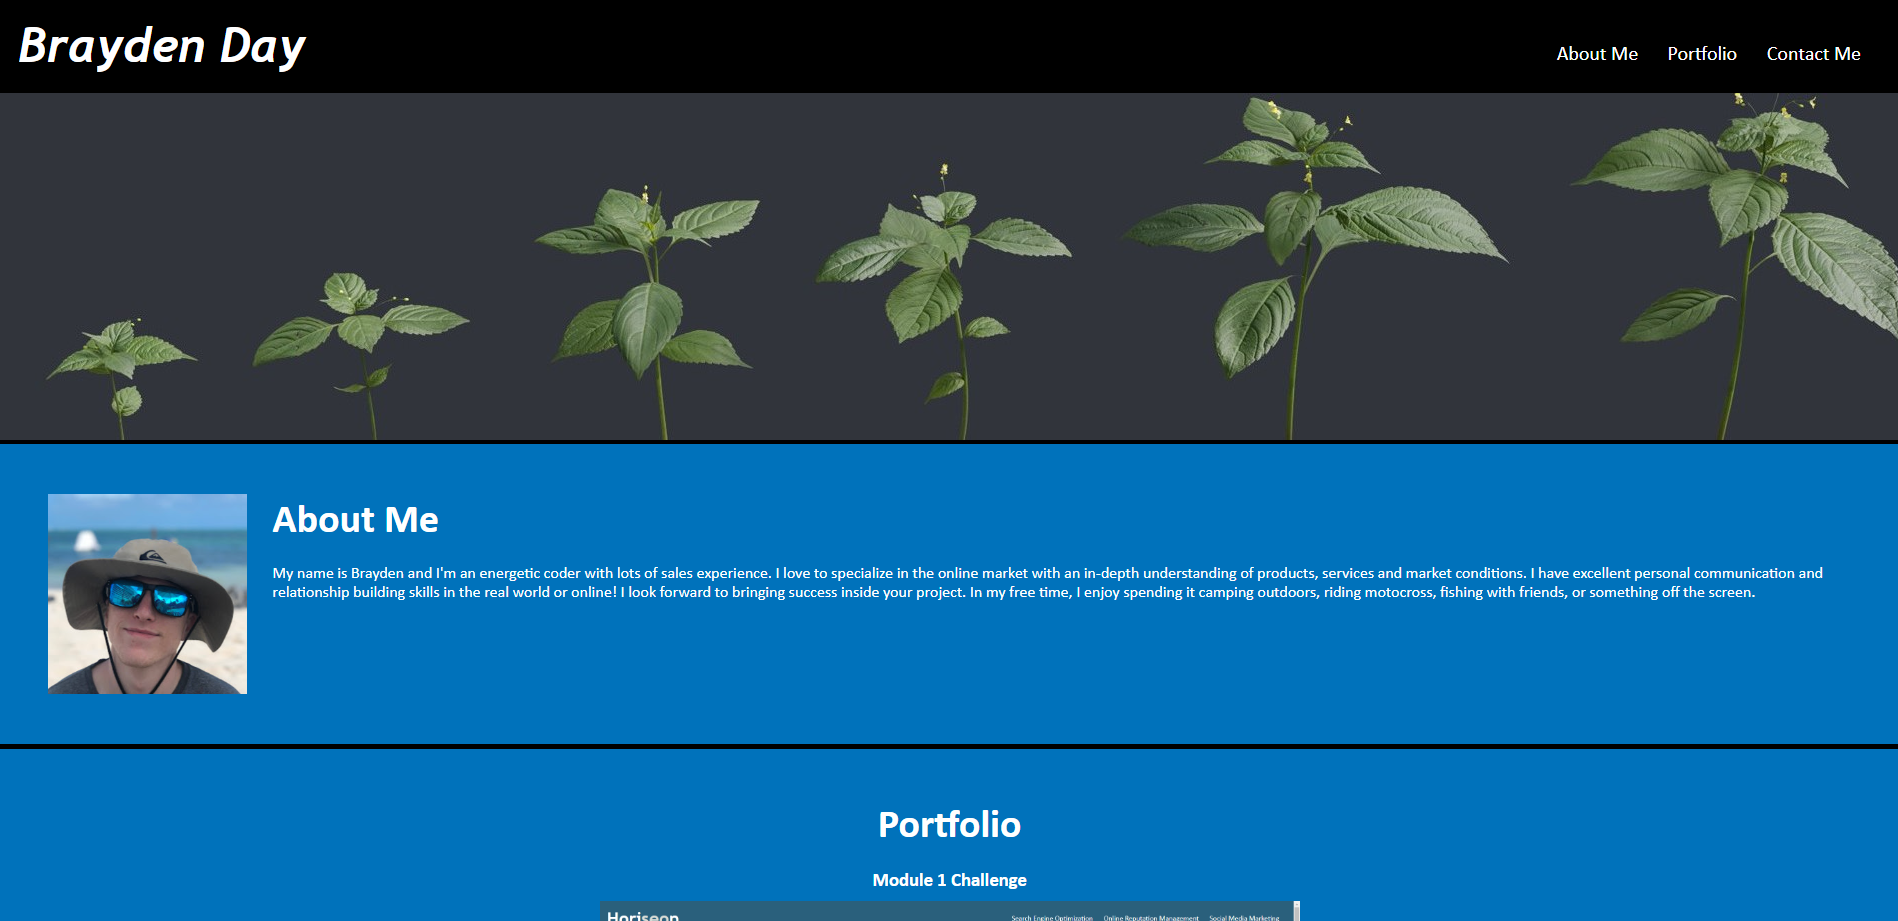 Brayden Day
About Me
Portfolio
Contact Me
About Me
My name is Brayden and I'm an energetic coder with lots of sales experience. I love to specialize in the online market with an in-depth understanding of products, services and market conditions. I have excellent personal communication and
relationship building skills in the real world or online! I look forward to bringing success inside your project. In my free time, I enjoy spending it camping outdoors, riding motocross, fishing with friends, or something off the screen.
Portfolio
Module 1 Challenge
Horiseon
Search Engine Optimization
Online Reputation Management
Social Media Marketing